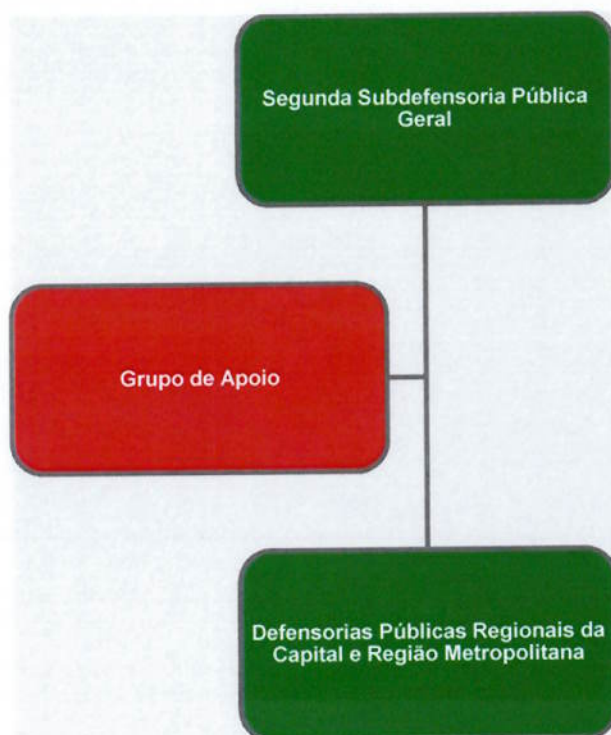 Segunda Subdefensoria Pública
Geral
Grupo de Apoio
Defensorias Públicas Regionais da
Capital e Região Metropolitana